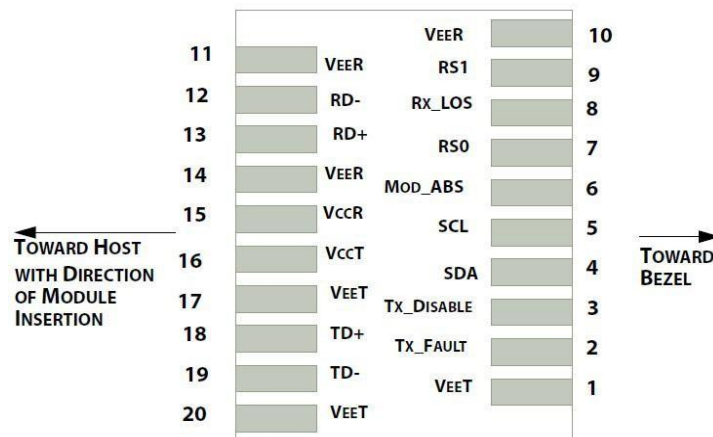 11 VEER
12 RD-
13 RD+
14 VEER
15 VCCR
16 VCCT
17 VEET
18 TD+
19 TD-
20 VEET
VEER 10
RS1 9
RX_LOS 8
RS0 7
MOD_ABS 6
SCL 5
SDA 4
TX_DISABLE 3
TX_FAULT 2
VEET 1
TOWARD HOST
WITH DIRECTION
OF MODULE
INSERTION
TOWARD
BEZEL